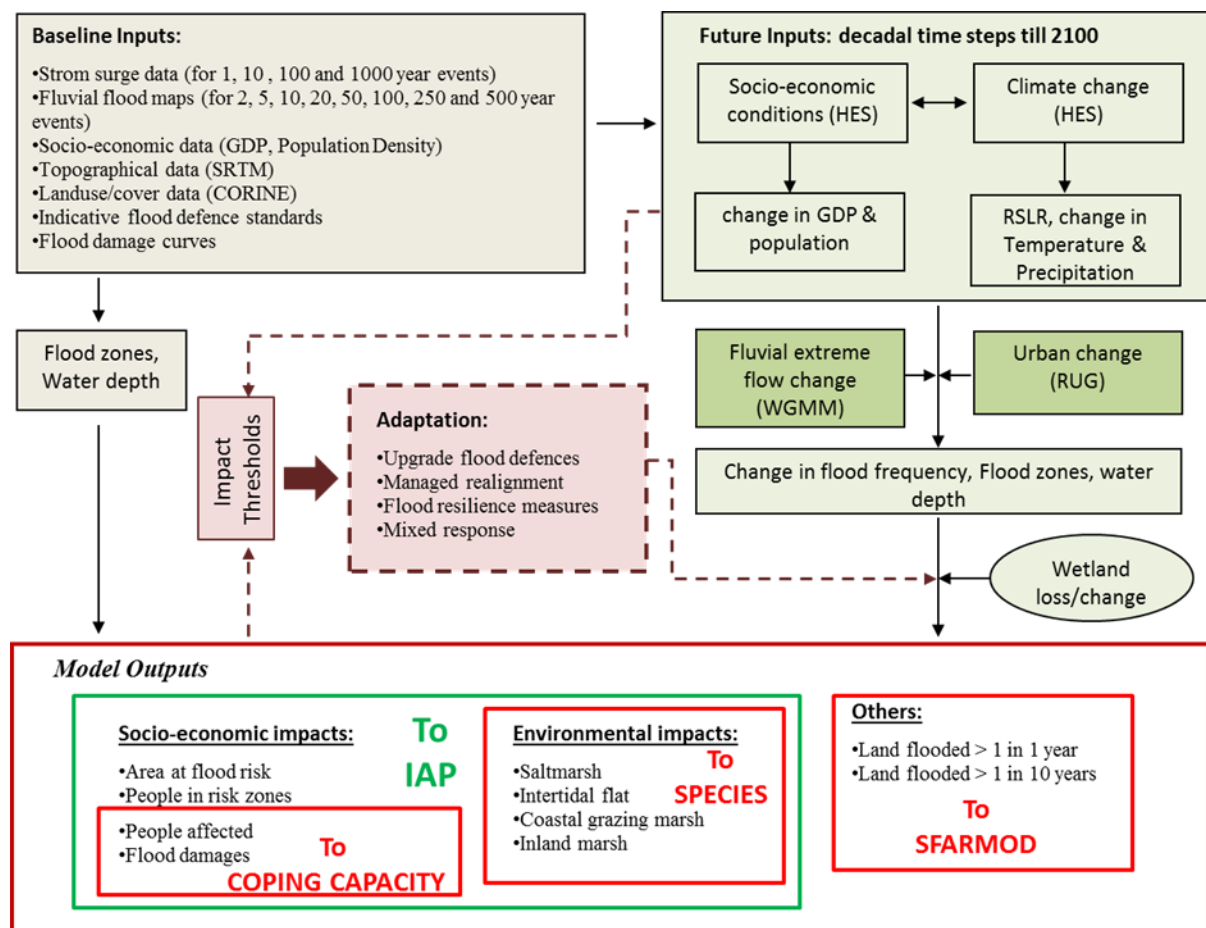 Baseline Inputs:
•Strom surge data (for 1, 10 , 100 and 1000 year events)
•Fluvial flood maps (for 2, 5, 10, 20, 50, 100, 250 and 500 year
events)
•Socio-economic data (GDP, Population Density)
•Topographical data (SRTM)
•Landuse/cover data (CORINE)
•Indicative flood defence standards
•Flood damage curves
Future Inputs: decadal time steps till 2100
Socio-economic
conditions (HES)
Climate change
(HES)
change in GDP &
population
RSLR, change in
Temperature &
Precipitation
Flood zones,
Water depth
Fluvial extreme
flow change
(WGMM)
Urban change
(RUG)
Impact
Thresholds
Adaptation:
•Upgrade flood defences
•Managed realignment
•Flood resilience measures
•Mixed response
Change in flood frequency, Flood zones, water
depth
Wetland
loss/change
Model Outputs
Socio-economic impacts:
•Area at flood risk
•People in risk zones
To
IAP
•People affected
•Flood damages
To
COPING CAPACITY
Environmental impacts:
•Saltmarsh
•Intertidal flat
•Coastal grazing marsh
•Inland marsh
To
SPECIES
Others:
•Land flooded > 1 in 1 year
•Land flooded > 1 in 10 years
To
SFARMOD